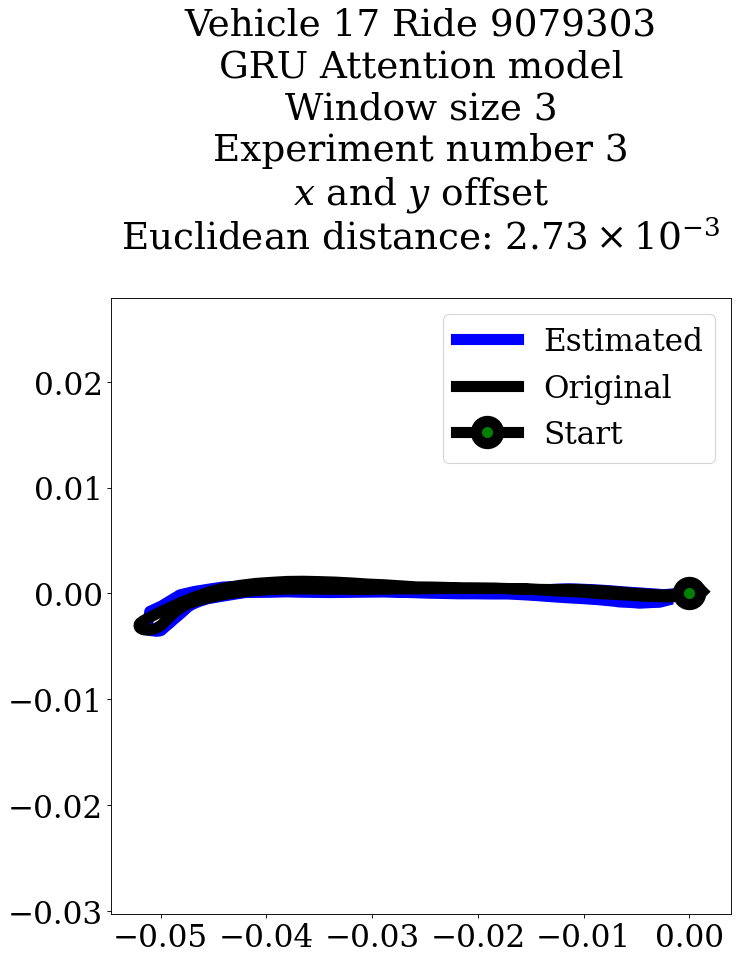 Vehicle 17 Ride 9079303
GRU Attention model
Window size 3
Experiment number 3
x and y offset
Euclidean distance: 2.73 × 10⁻³
Estimated
Original
Start
0.02
0.01
0.00
−0.01
−0.02
−0.03
−0.05 −0.04 −0.03 −0.02 −0.01 0.00